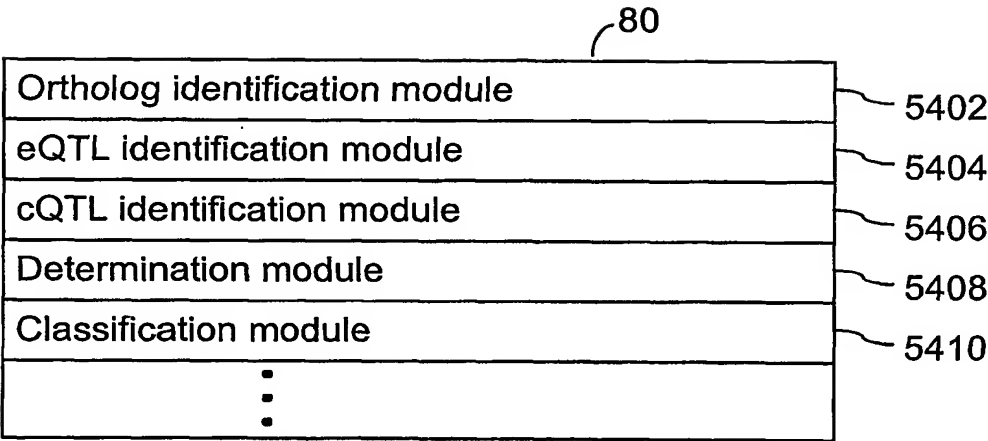 80
Ortholog identification module 5402
eQTL identification module 5404
cQTL identification module 5406
Determination module 5408
Classification module 5410